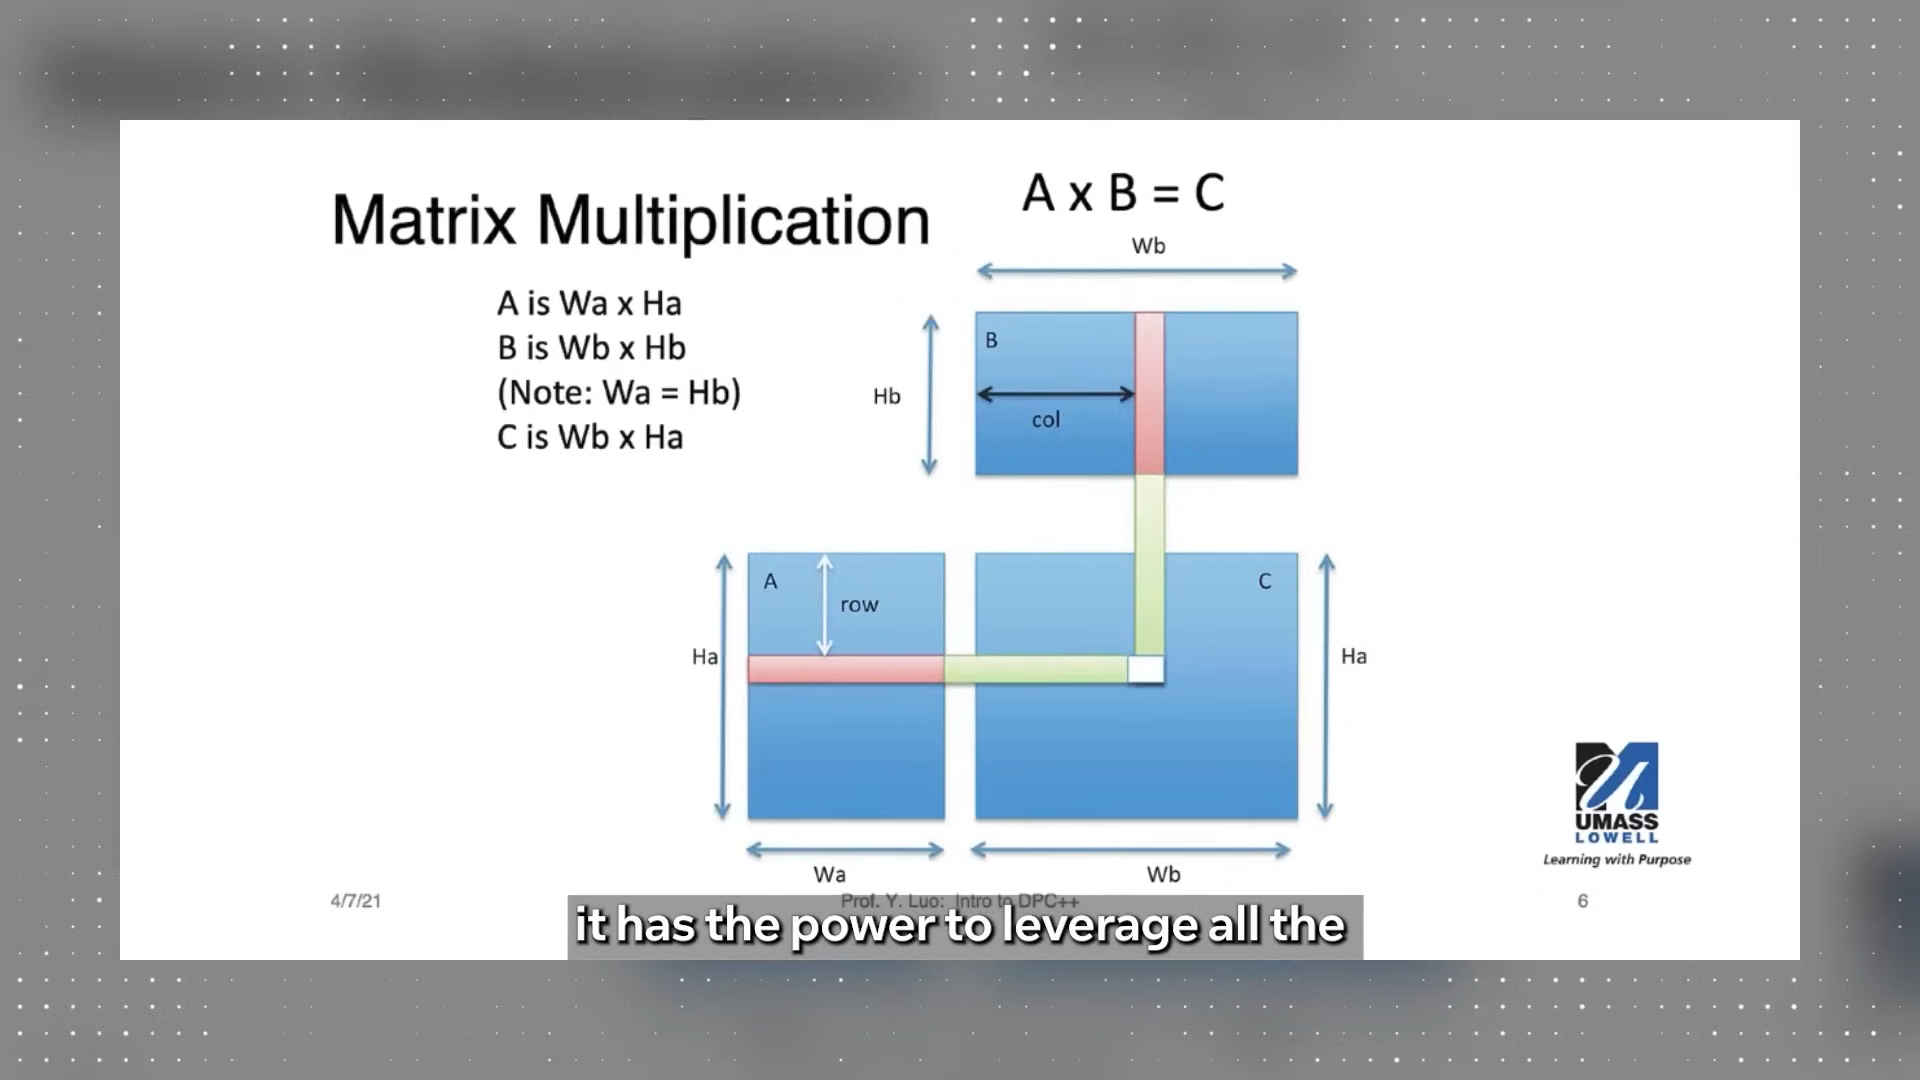 Matrix Multiplication
A x B = C
A is Wa x Ha
B is Wb x Hb
(Note: Wa = Hb)
C is Wb x Ha
Wb
B
Hb
col
A
row
C
Ha
Ha
Wa
Wb
UMASS
LOWELL
Learning with Purpose
4/7/21
Prof. Y. Luo: Intro to DPC++
6
it has the power to leverage all the